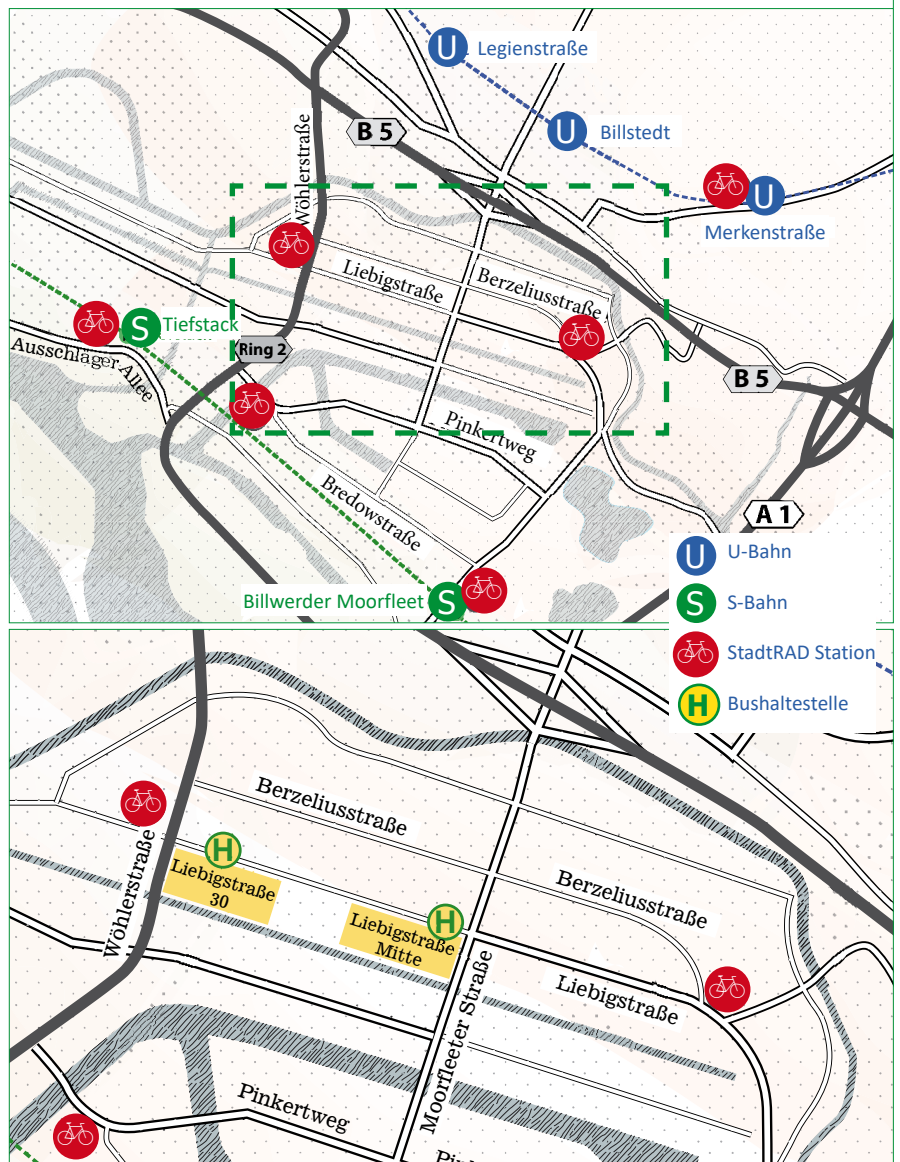 U Legienstraße
B 5
U Billstedt
Wöhlerstraße
U
Merkenstraße
Liebigstraße
Berzeliusstraße
S Tiefstack
Ausschläger Allee
Ring 2
B 5
Pinkertweg
Bredowstraße
A 1
Billwerder Moorfleet S
U U-Bahn
S S-Bahn
StadtRAD Station
H Bushaltestelle
Berzeliusstraße
H
Liebigstraße
30
Wöhlerstraße
Berzeliusstraße
H
Liebigstraße
Mitte
Moorfleeter Straße
Liebigstraße
Pinkertweg